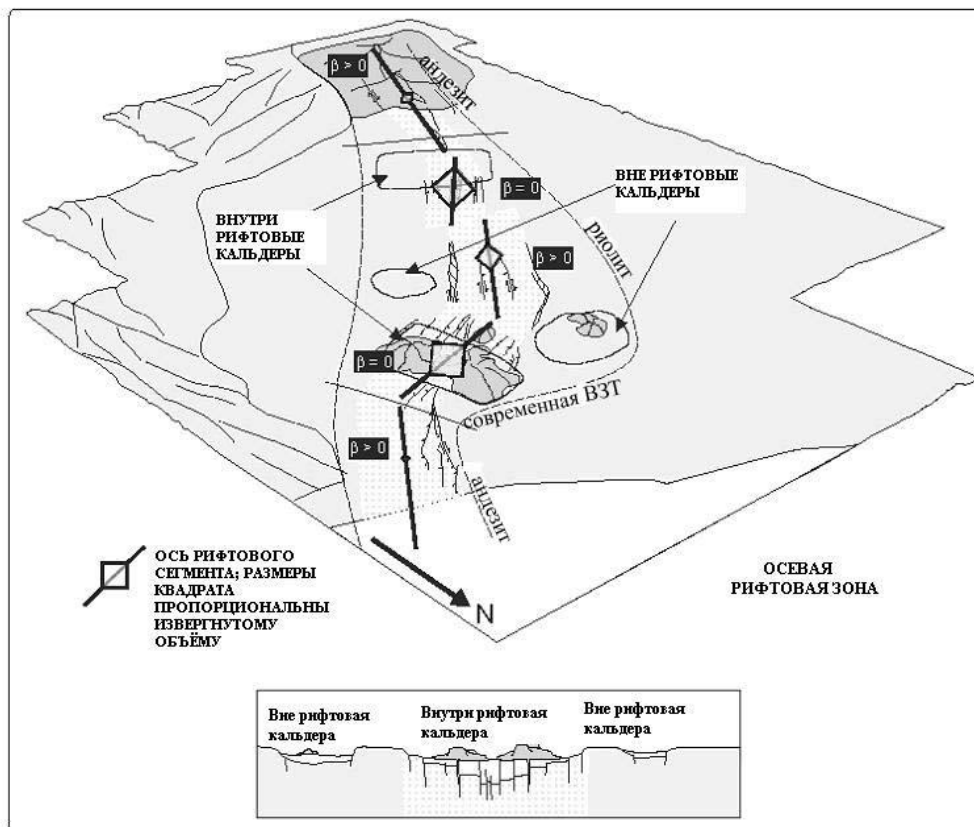 β > 0
андезит
ВНЕ РИФТОВЫЕ
КАЛЬДЕРЫ
β = 0
ВНУТРИ
РИФТОВЫЕ
КАЛЬДЕРЫ
риолит
β > 0
β = 0
современная ВЗТ
β > 0
андезит
ОСЬ РИФТОВОГО
СЕГМЕНТА; РАЗМЕРЫ
КВАДРАТА
ПРОПОРЦИОНАЛЬНЫ
ИЗВЕРГНУТОМУ
ОБЪЁМУ
N
ОСЕВАЯ
РИФТОВАЯ ЗОНА
Вне рифтовая
кальдера
Внутри рифтовая
кальдера
Вне рифтовая
кальдера